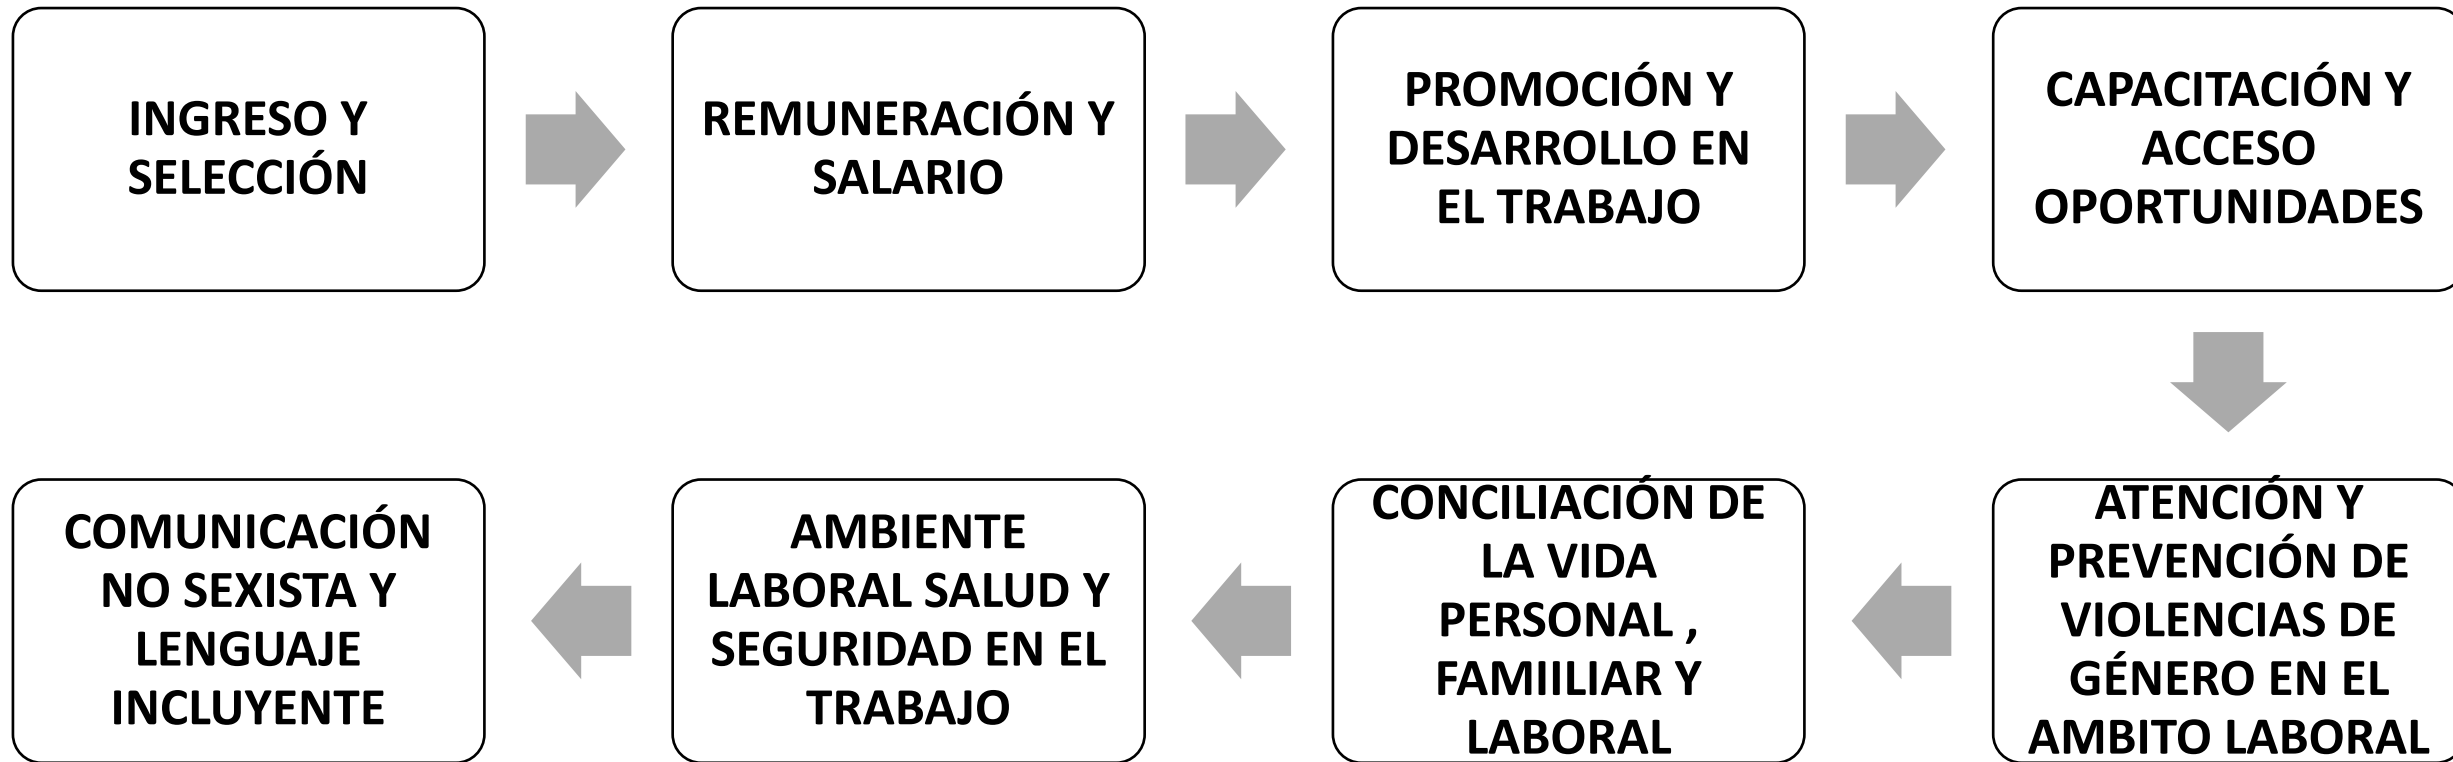 INGRESO Y
SELECCIÓN
REMUNERACIÓN Y
SALARIO
PROMOCIÓN Y
DESARROLLO EN
EL TRABAJO
CAPACITACIÓN Y
ACCESO
OPORTUNIDADES
ATENCIÓN Y
PREVENCIÓN DE
VIOLENCIAS DE
GÉNERO EN EL
AMBITO LABORAL
CONCILIACIÓN DE
LA VIDA
PERSONAL ,
FAMIILIAR Y
LABORAL
AMBIENTE
LABORAL SALUD Y
SEGURIDAD EN EL
TRABAJO
COMUNICACIÓN
NO SEXISTA Y
LENGUAJE
INCLUYENTE